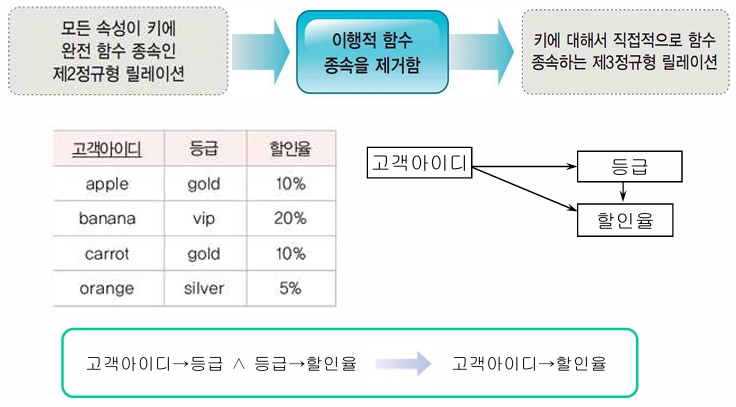 모든 속성이 키에
완전 함수 종속인
제2정규형 릴레이션
이행적 함수
종속을 제거함
키에 대해서 직접적으로 함수
종속하는 제3정규형 릴레이션
고객아이디 등급 할인율
apple gold 10%
banana vip 20%
carrot gold 10%
orange silver 5%
고객아이디
등급
할인율
고객아이디→등급 ∧ 등급→할인율 고객아이디→할인율